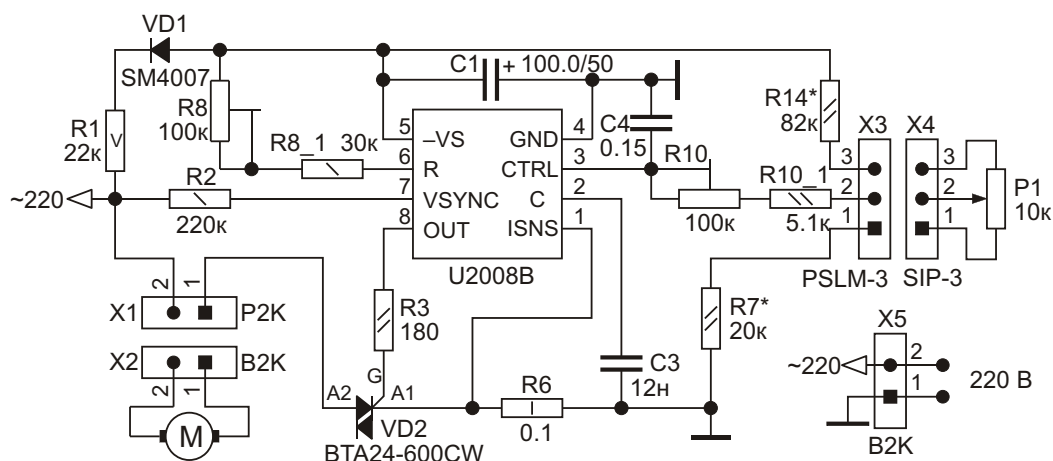 VD1
SM4007
C1
+ 100.0/50
R14*
82к
X3
X4
R1
V
22к
R8
100к
R8_1 30к
5
–VS
GND
4
C4
0.15
6
R
CTRL
3
R10
7
VSYNC
C
2
8
OUT
ISNS
1
U2008B
100к
R10_1
5.1к
3
2
1
3
2
1
P1
10к
PSLM-3
SIP-3
~220
R2
220к
2
1
X1
P2K
X2
B2K
2
1
M
R3
180
G
A2
A1
VD2
BTA24-600CW
R6
0.1
C3
12н
R7*
20к
X5
~220
2
1
220 В
B2K